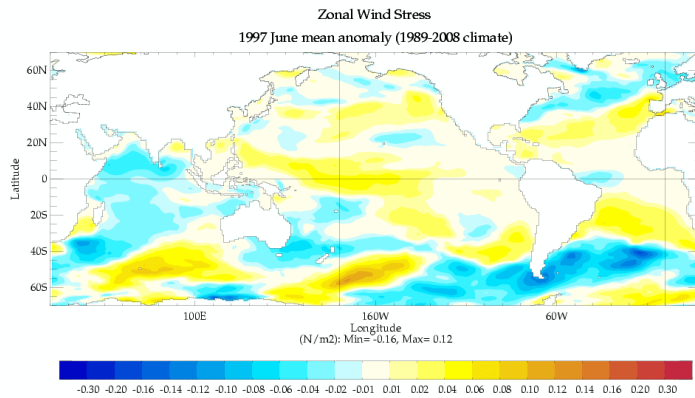 Zonal Wind Stress
1997 June mean anomaly (1989-2008 climate)
60N
40N
20N
0
20S
40S
60S
Latitude
100E 160W 60W
Longitude
(N/m2): Min= -0.16, Max= 0.12
-0.30 -0.20 -0.16 -0.14 -0.12 -0.10 -0.08 -0.06 -0.04 -0.02 -0.01 0.01 0.02 0.04 0.06 0.08 0.10 0.12 0.14 0.16 0.20 0.30